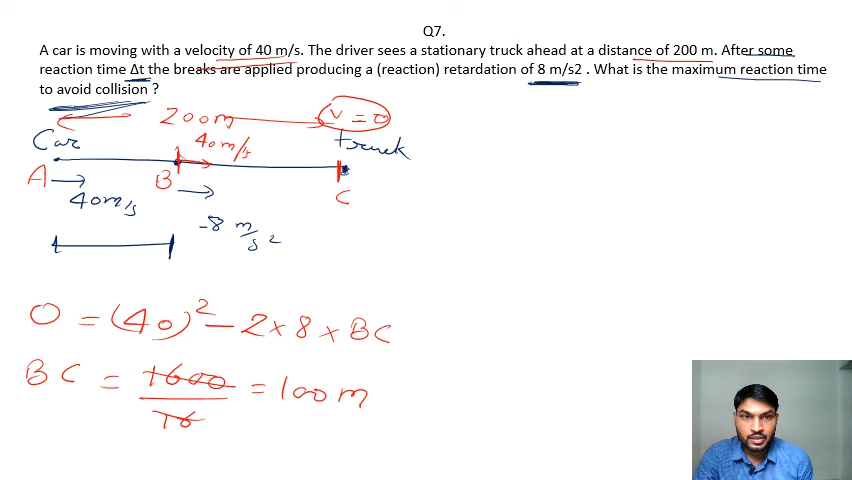 Q7.
A car is moving with a velocity of 40 m/s. The driver sees a stationary truck ahead at a distance of 200 m. After some
reaction time Δt the breaks are applied producing a (reaction) retardation of 8 m/s2 . What is the maximum reaction time
to avoid collision ?
200m v = 0
Car 40m/s truck
A B C
40m/s
-8 m/s2
0 = (40)² - 2 × 8 × BC
BC = 1600/16 = 100m